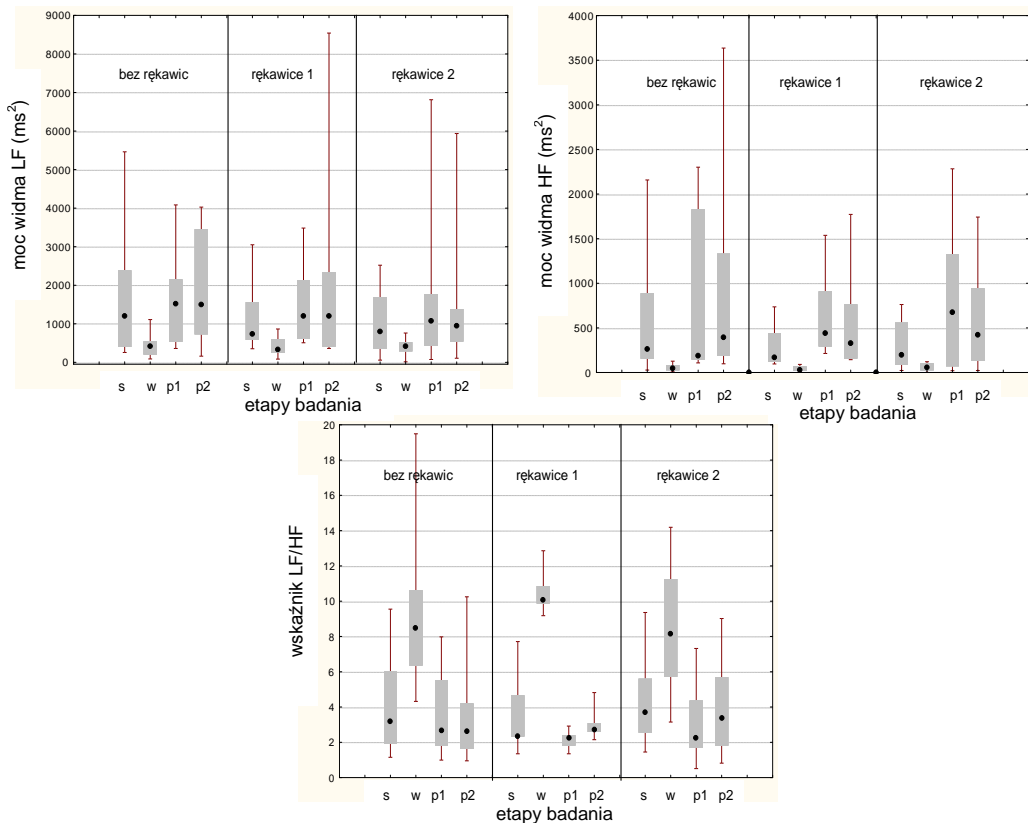 moc widma LF (ms²)
9000
8000
7000
6000
5000
4000
3000
2000
1000
0
bez rękawic
rękawice 1
rękawice 2
s w p1 p2 s w p1 p2 s w p1 p2
etapy badania
moc widma HF (ms²)
4000
3500
3000
2500
2000
1500
1000
500
0
bez rękawic
rękawice 1
rękawice 2
s w p1 p2 s w p1 p2 s w p1 p2
etapy badania
wskaźnik LF/HF
20
18
16
14
12
10
8
6
4
2
0
bez rękawic
rękawice 1
rękawice 2
s w p1 p2 s w p1 p2 s w p1 p2
etapy badania